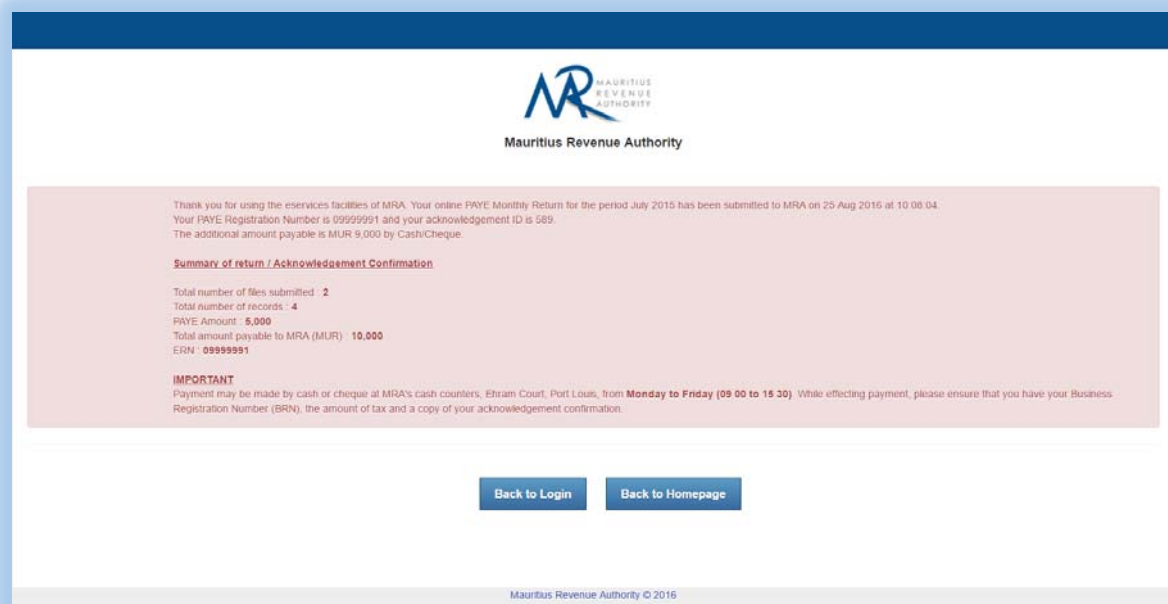 MAURITIUS
REVENUE
AUTHORITY
Mauritius Revenue Authority
Thank you for using the eservices facilities of MRA. Your online PAYE Monthly Return for the period July 2015 has been submitted to MRA on 25 Aug 2016 at 10:06:04.
Your PAYE Registration Number is 09999991 and your acknowledgement ID is 589.
The additional amount payable is MUR 9,000 by Cash/Cheque.
Summary of return / Acknowledgement Confirmation
Total number of files submitted : 2
Total number of records : 4
PAYE Amount : 5,000
Total amount payable to MRA (MUR) : 10,000
ERN : 09999991
IMPORTANT
Payment may be made by cash or cheque at MRA's cash counters, Ehram Court, Port Louis, from Monday to Friday (09 00 to 15 30). While effecting payment, please ensure that you have your Business
Registration Number (BRN), the amount of tax and a copy of your acknowledgement confirmation.
Back to Login Back to Homepage
Mauritius Revenue Authority © 2016